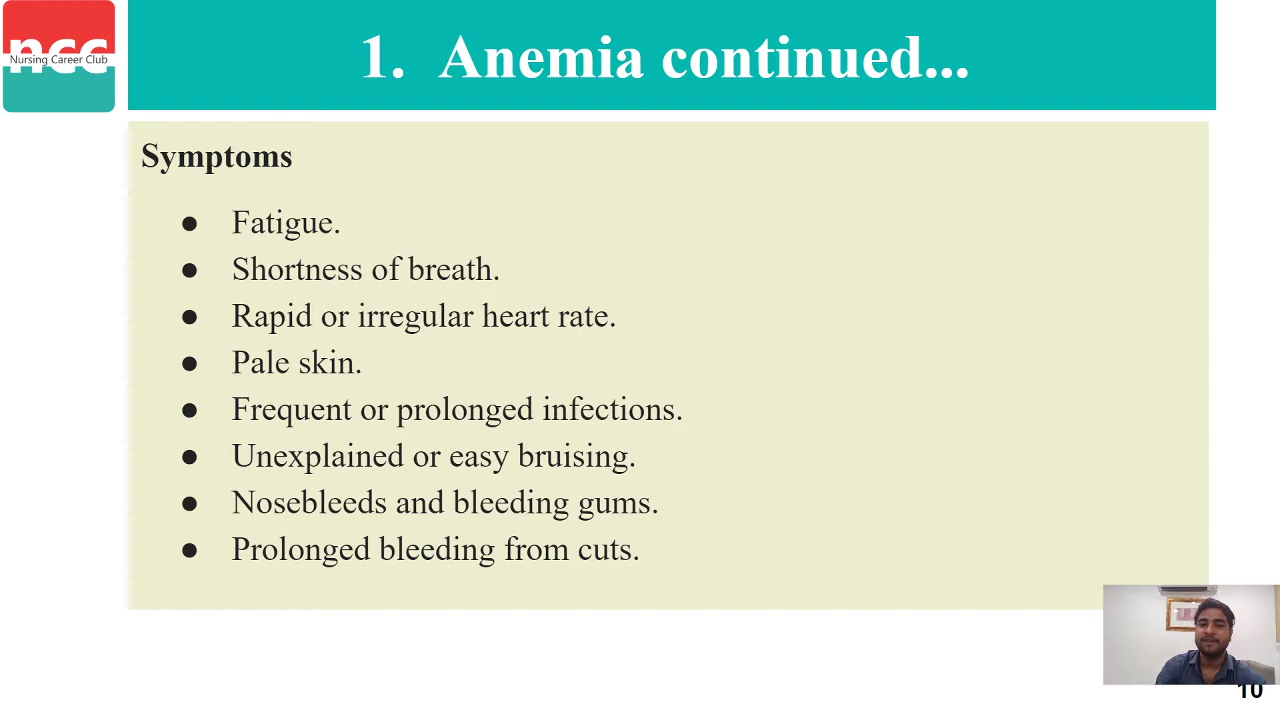 ncc
Nursing Career Club
1. Anemia continued...
Symptoms
● Fatigue.
● Shortness of breath.
● Rapid or irregular heart rate.
● Pale skin.
● Frequent or prolonged infections.
● Unexplained or easy bruising.
● Nosebleeds and bleeding gums.
● Prolonged bleeding from cuts.
10